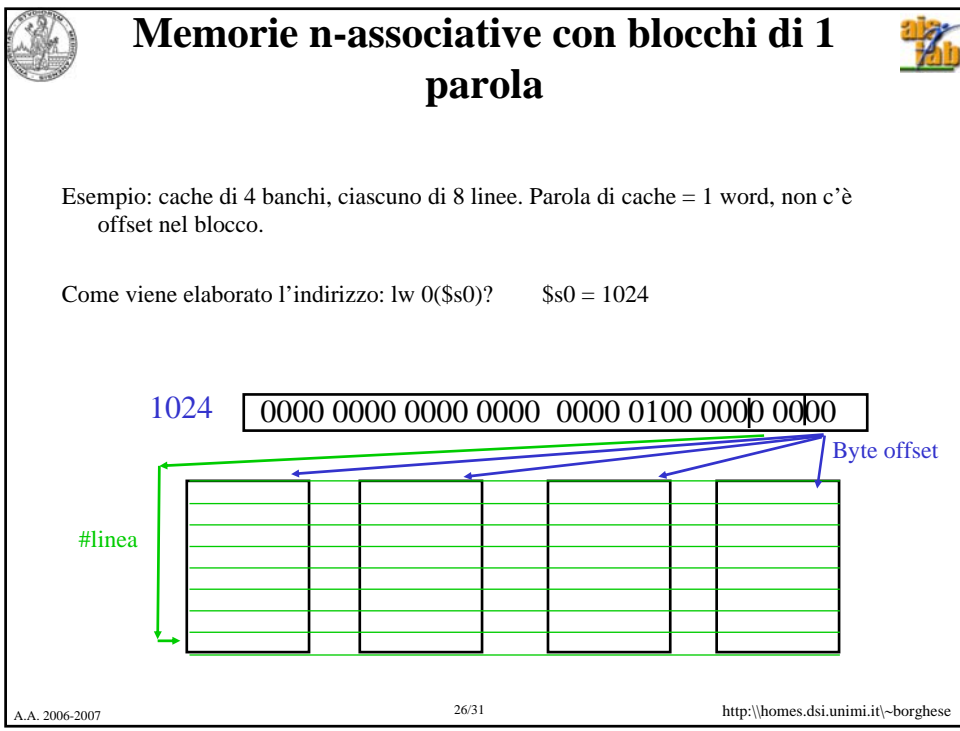 Memorie n-associative con blocchi di 1
parola
Esempio: cache di 4 banchi, ciascuno di 8 linee. Parola di cache = 1 word, non c'è
offset nel blocco.
Come viene elaborato l'indirizzo: lw 0($s0)? $s0 = 1024
1024 0000 0000 0000 0000 0000 0100 0000 0000
Byte offset
#linea
A.A. 2006-2007 26/31 http:\\homes.dsi.unimi.it\~borghese